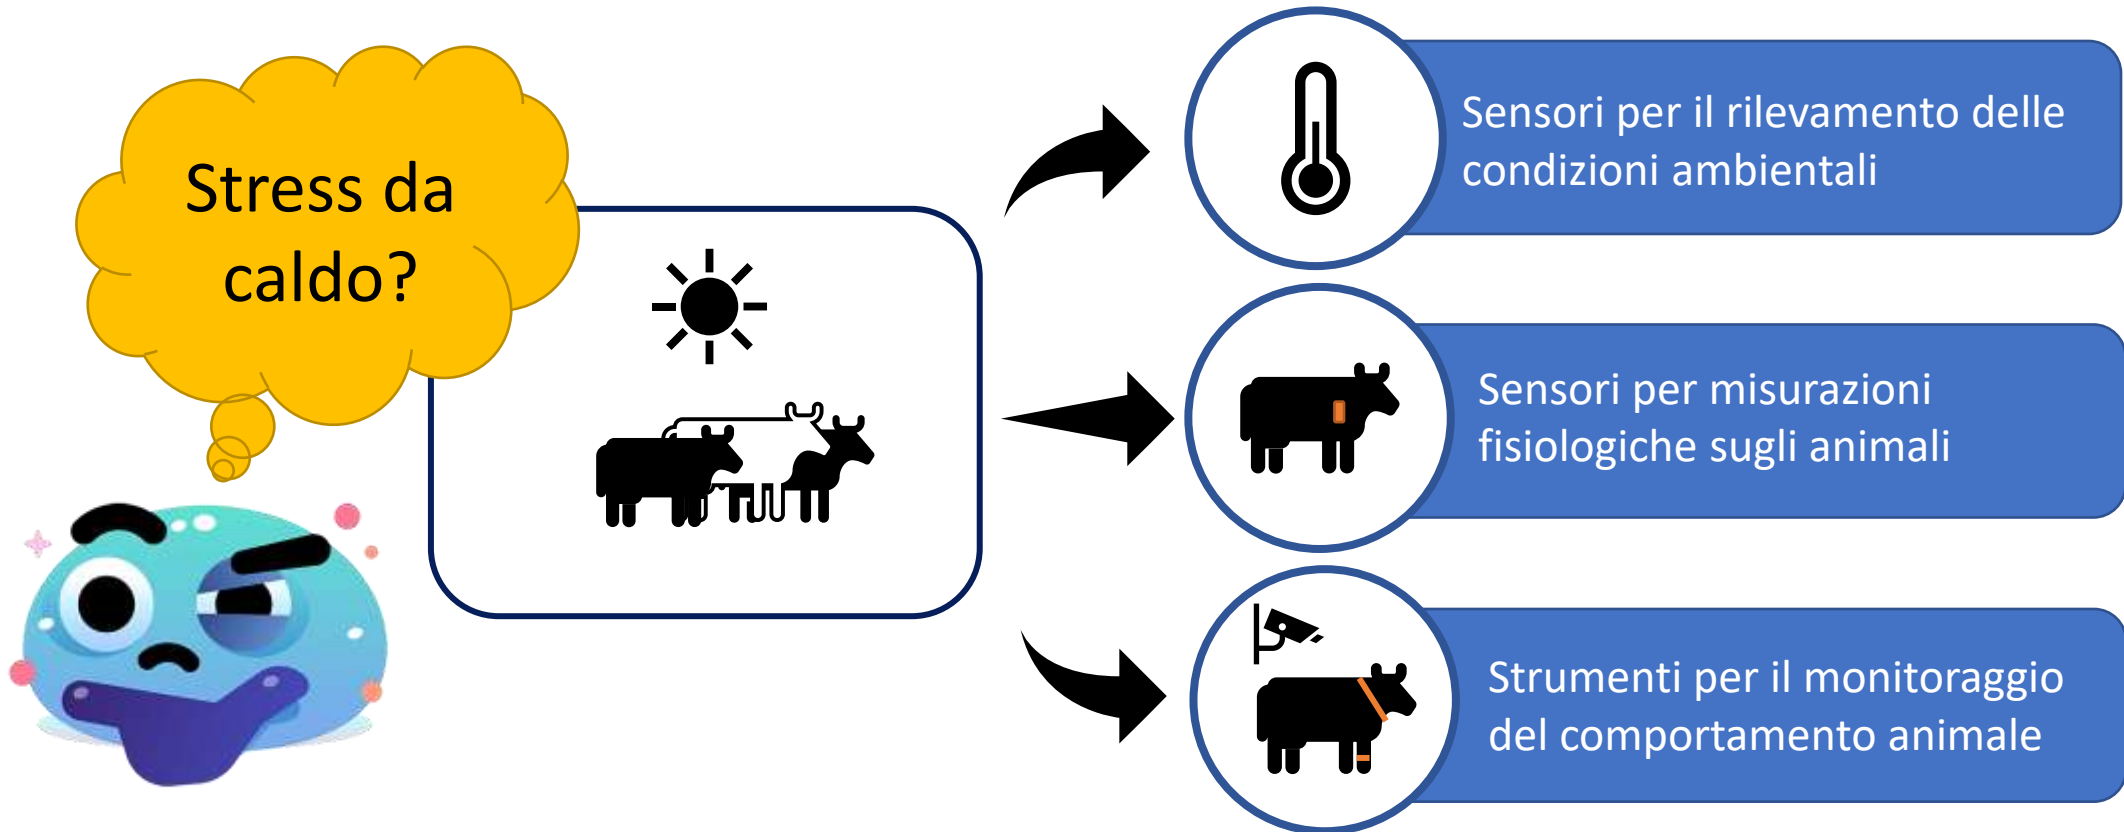 Stress da
caldo?
Sensori per il rilevamento delle
condizioni ambientali
Sensori per misurazioni
fisiologiche sugli animali
Strumenti per il monitoraggio
del comportamento animale